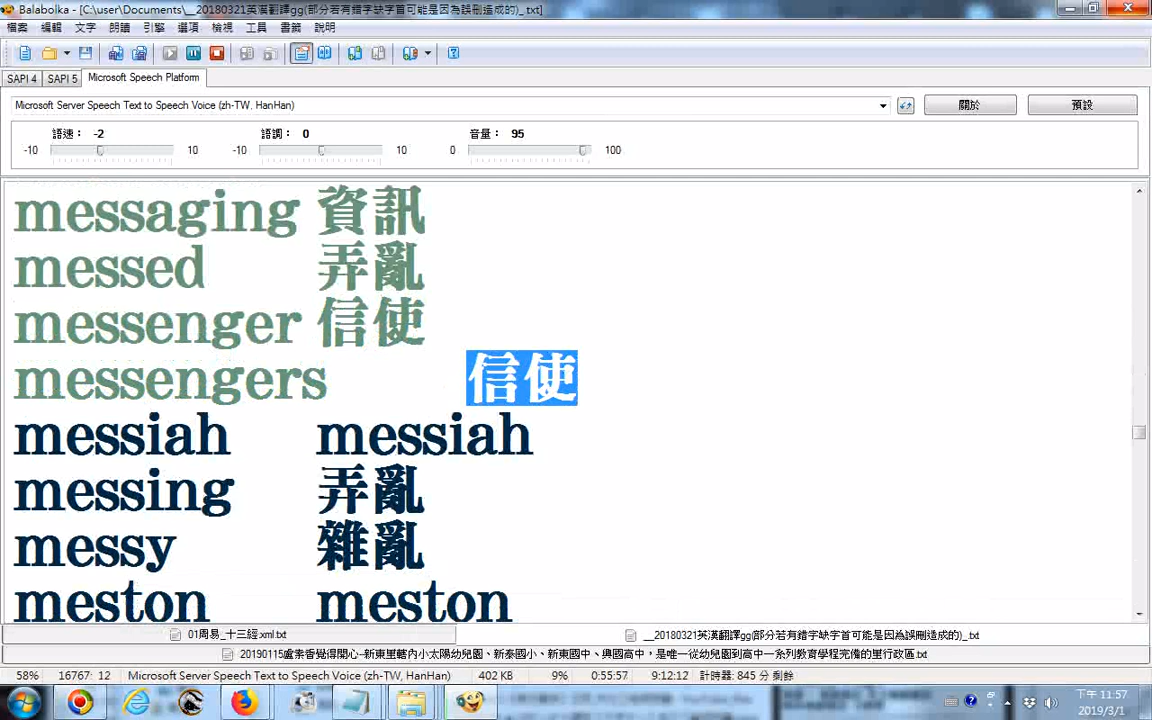 Balabolka - [C:\user\Documents\__20180321英漢翻譯gg(部分若有錯字缺字首可能是因為誤刪造成的)_.txt]
檔案 編輯 文字 朗讀 引擎 選項 檢視 工具 書籤 說明
SAPI 4 SAPI 5 Microsoft Speech Platform
Microsoft Server Speech Text to Speech Voice (zh-TW, HanHan) 關於 預設
語速： -2 語調： 0 音量： 95
-10 10 -10 10 0 100
messaging 資訊
messed 弄亂
messenger 信使
messengers 信使
messiah messiah
messing 弄亂
messy 雜亂
meston meston
01周易_十三經.xml.txt __20180321英漢翻譯gg(部分若有錯字缺字首可能是因為誤刪造成的)_.txt
20190115盧素香覺得開心-新東里轄內小太陽幼兒園、新泰國小、新東國中、興國高中，是唯一從幼兒園到高中一系列教育學程完備的里行政區.txt
58% 16767: 12 Microsoft Server Speech Text to Speech Voice (zh-TW, HanHan) 402 KB 9% 0:55:57 9:12:12 計時器: 845 分 剩餘
下午 11:57
2019/3/1